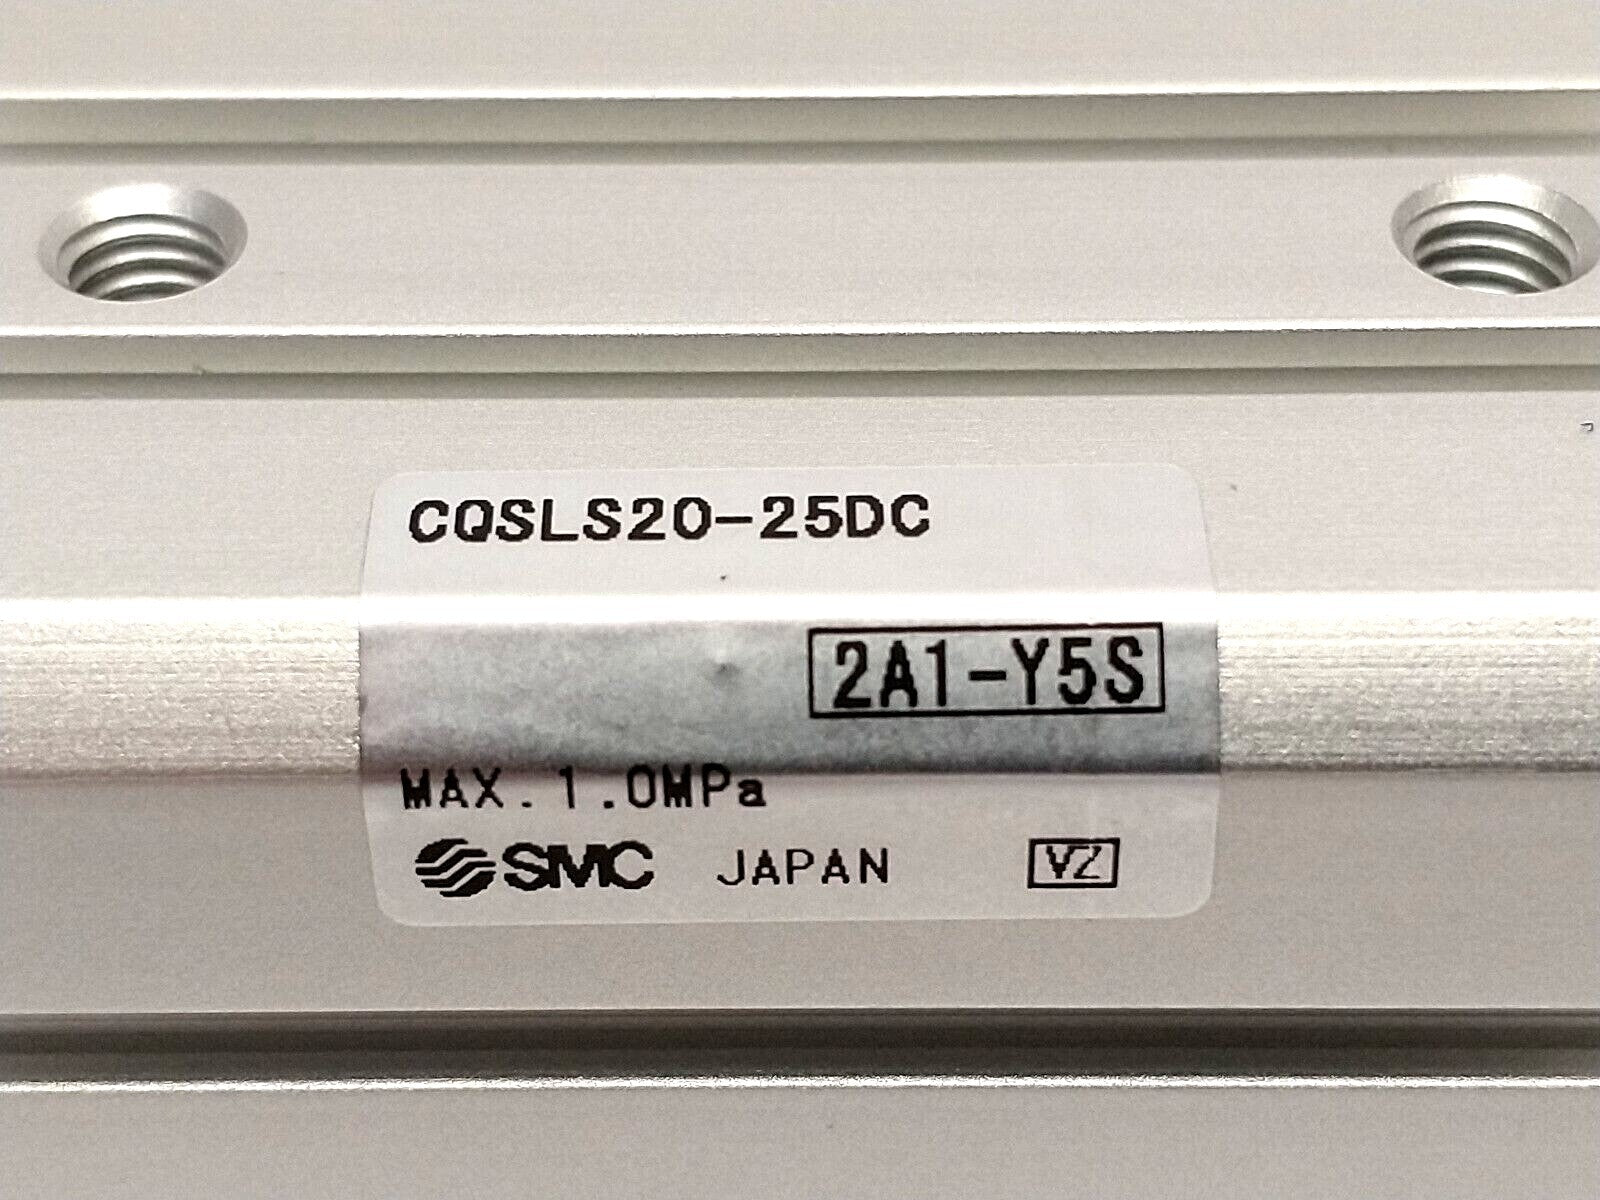 CQSLS20-25DC
2A1-Y5S
MAX.1.0MPa
SMC JAPAN VZ